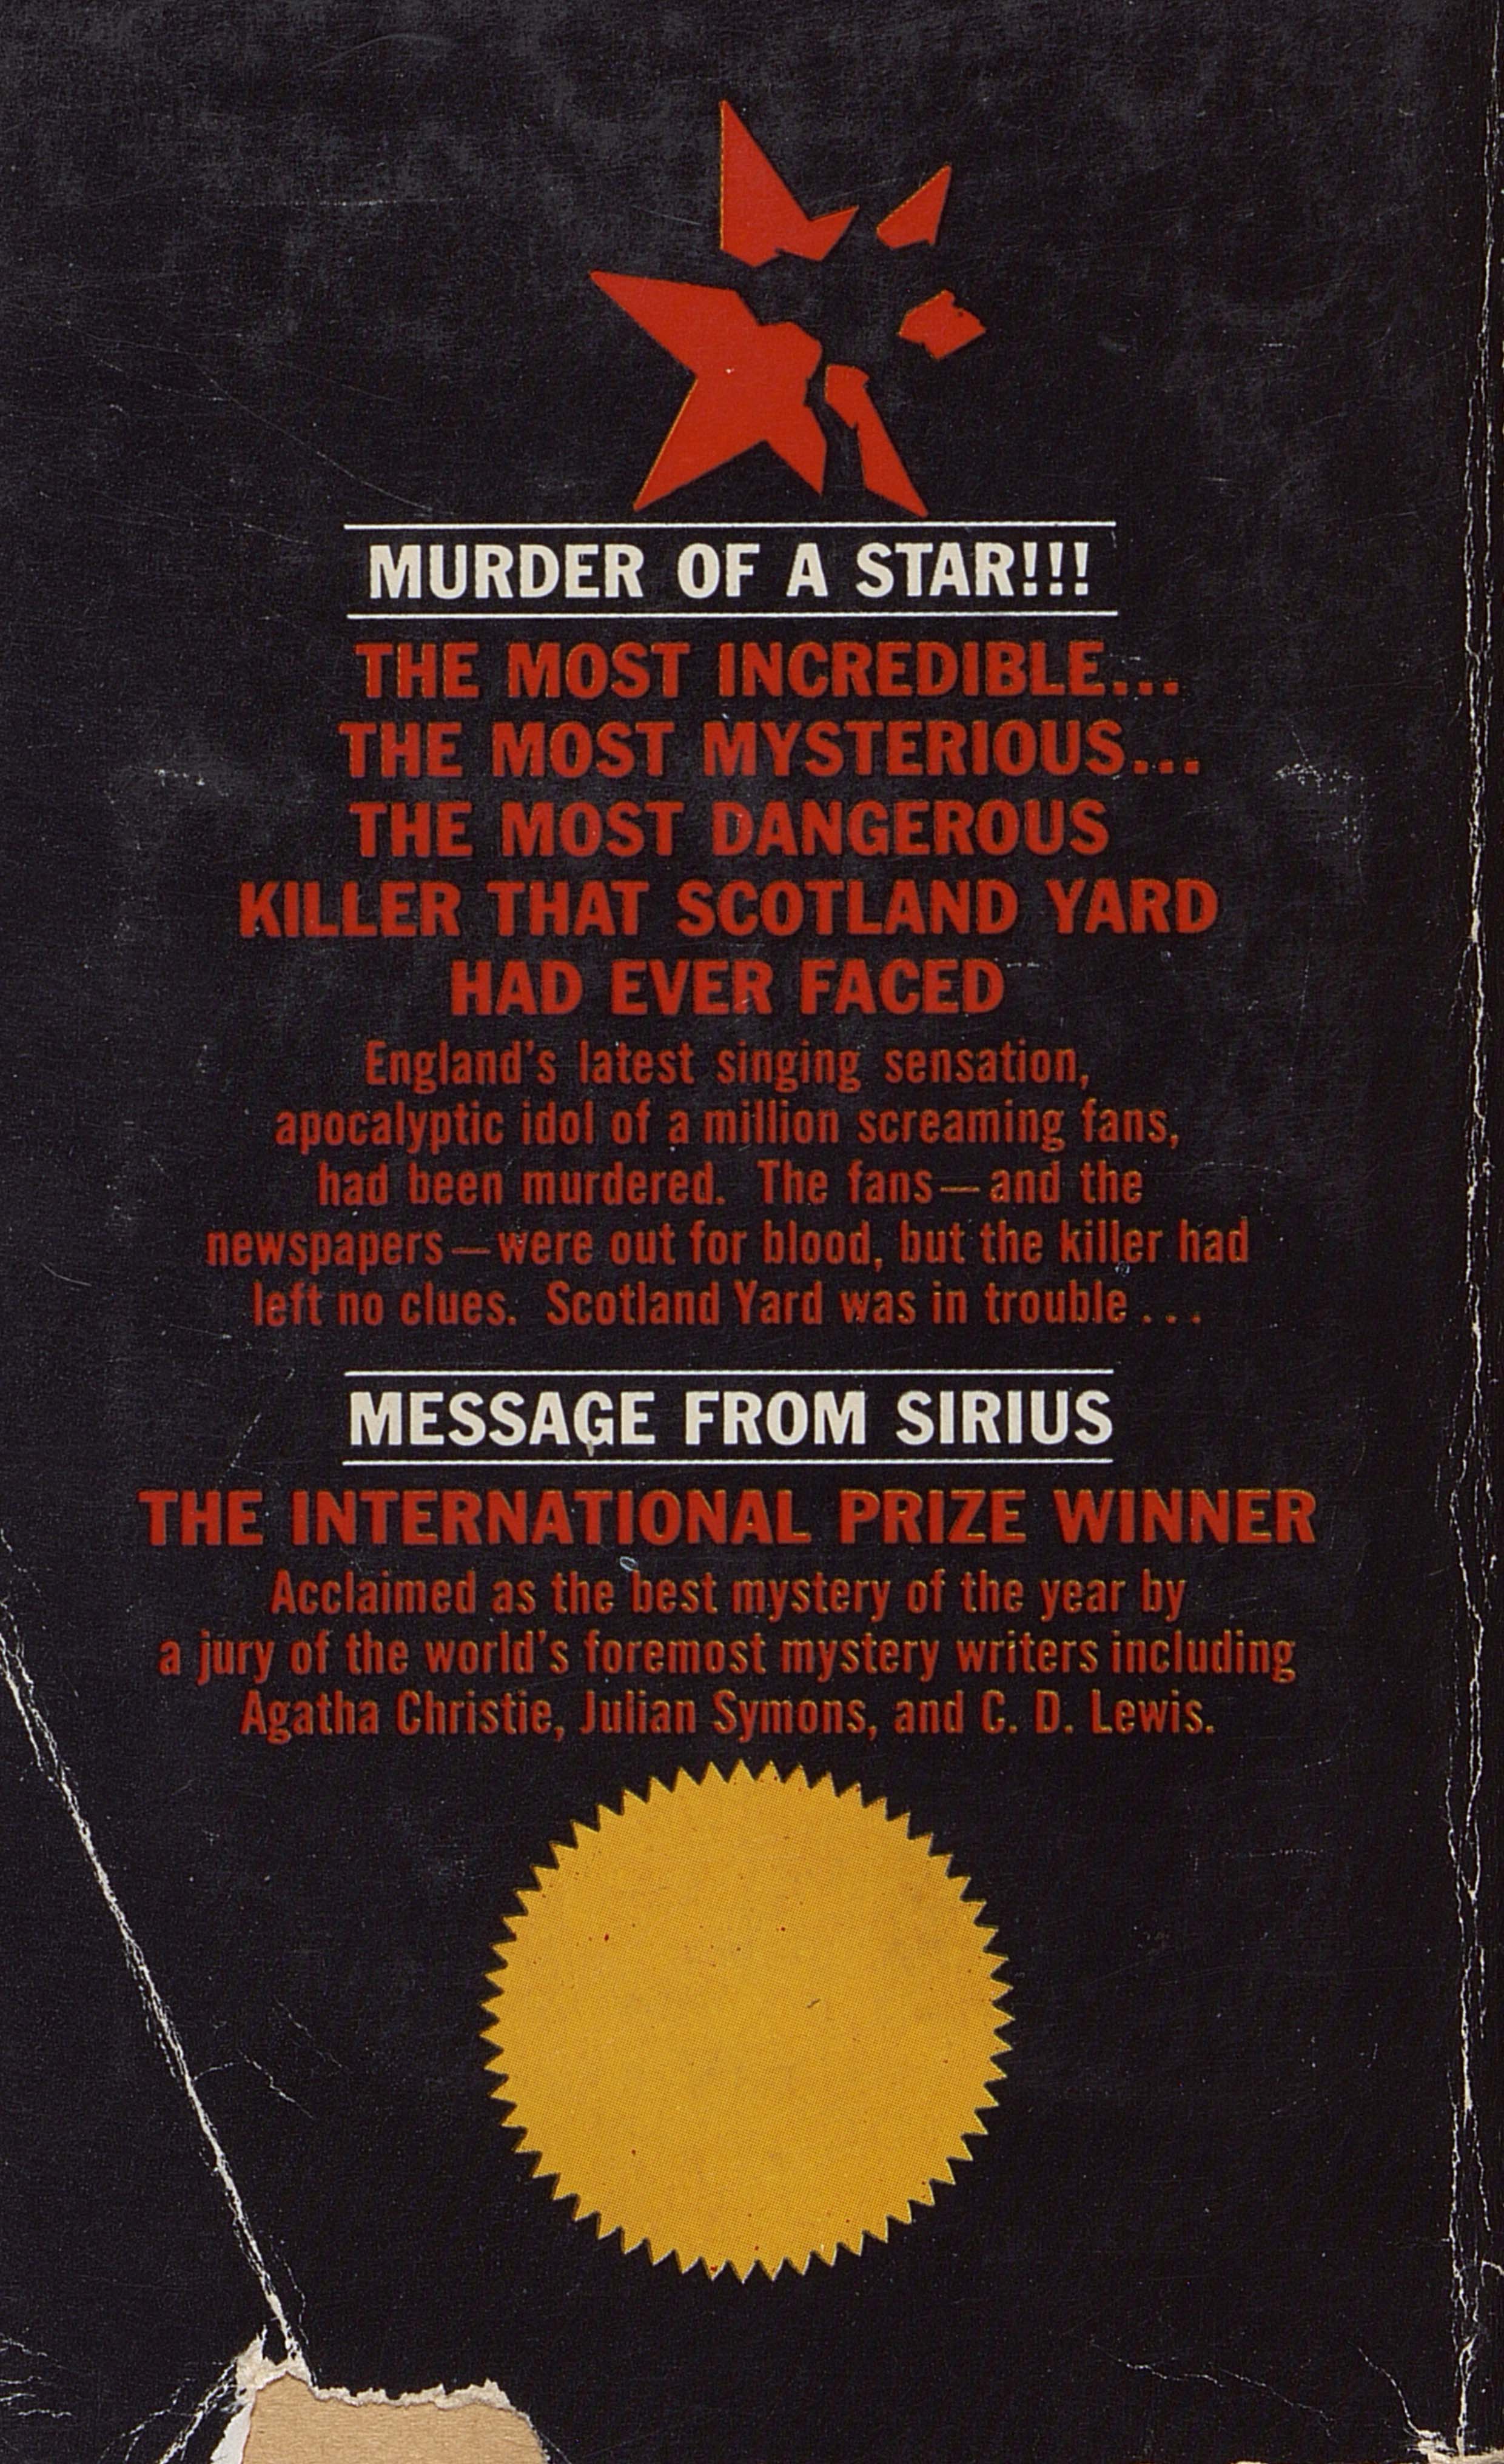 MURDER OF A STAR!!!
THE MOST INCREDIBLE...
THE MOST MYSTERIOUS...
THE MOST DANGEROUS
KILLER THAT SCOTLAND YARD
HAD EVER FACED
England's latest singing sensation,
apocalyptic idol of a million screaming fans,
had been murdered. The fans—and the
newspapers—were out for blood, but the killer had
left no clues. Scotland Yard was in trouble...
MESSAGE FROM SIRIUS
THE INTERNATIONAL PRIZE WINNER
Acclaimed as the best mystery of the year by
a jury of the world's foremost mystery writers including
Agatha Christie, Julian Symons, and C. D. Lewis.